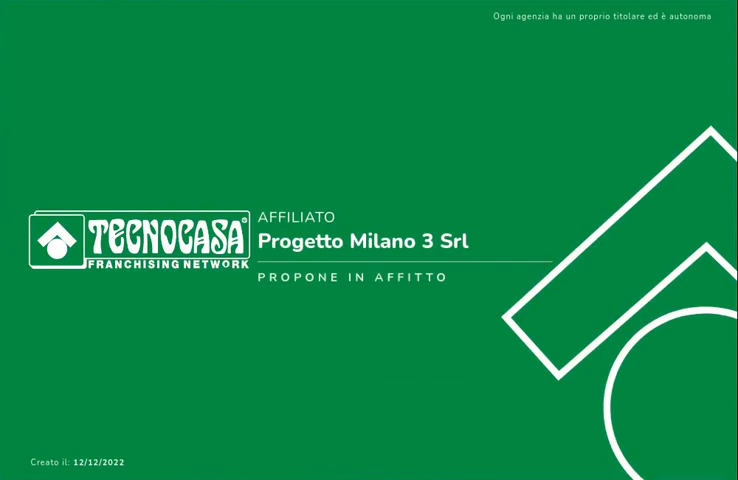 Ogni agenzia ha un proprio titolare ed è autonoma
TECNOCASA®
FRANCHISING NETWORK
AFFILIATO
Progetto Milano 3 Srl
PROPONE IN AFFITTO
Creato il: 12/12/2022